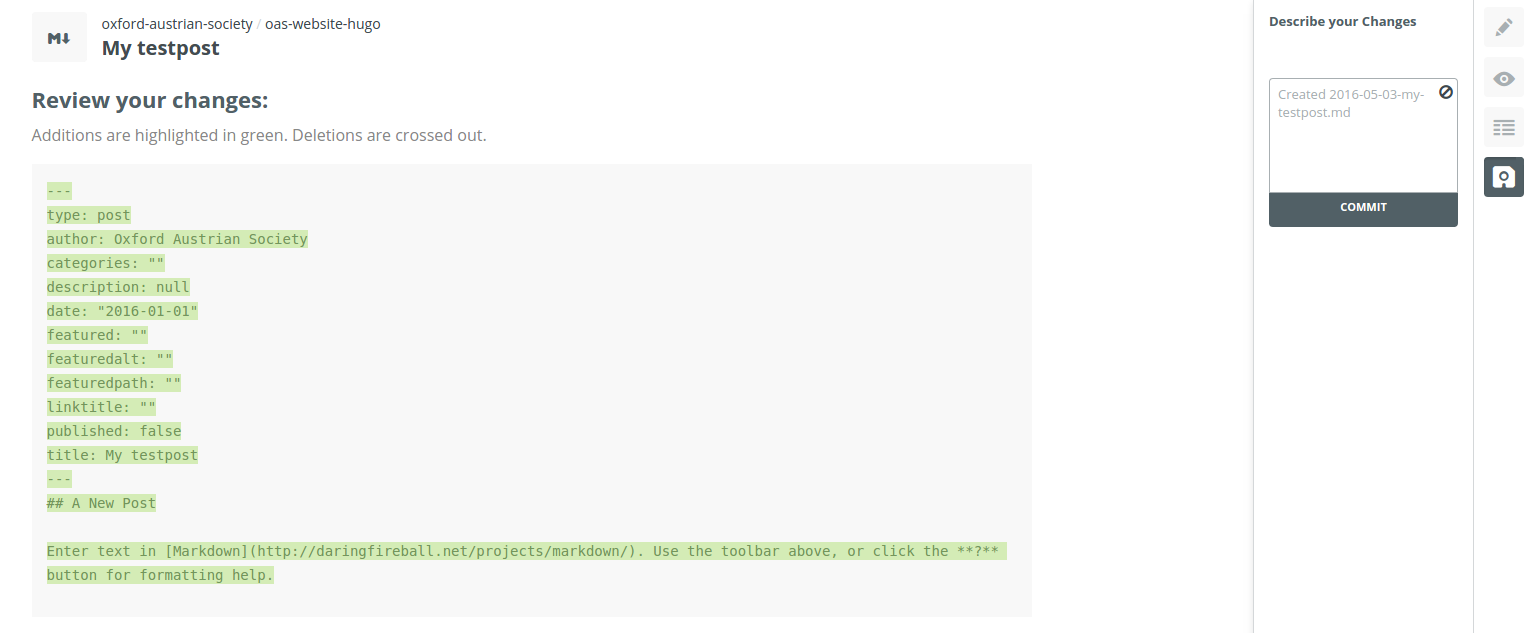 M↓
oxford-austrian-society / oas-website-hugo
My testpost
Review your changes:
Additions are highlighted in green. Deletions are crossed out.
---
type: post
author: Oxford Austrian Society
categories: ""
description: null
date: "2016-01-01"
featured: ""
featuredalt: ""
featuredpath: ""
linktitle: ""
published: false
title: My testpost
---
## A New Post
Enter text in [Markdown](http://daringfireball.net/projects/markdown/). Use the toolbar above, or click the **?**
button for formatting help.
Describe your Changes
Created 2016-05-03-my-
testpost.md
COMMIT